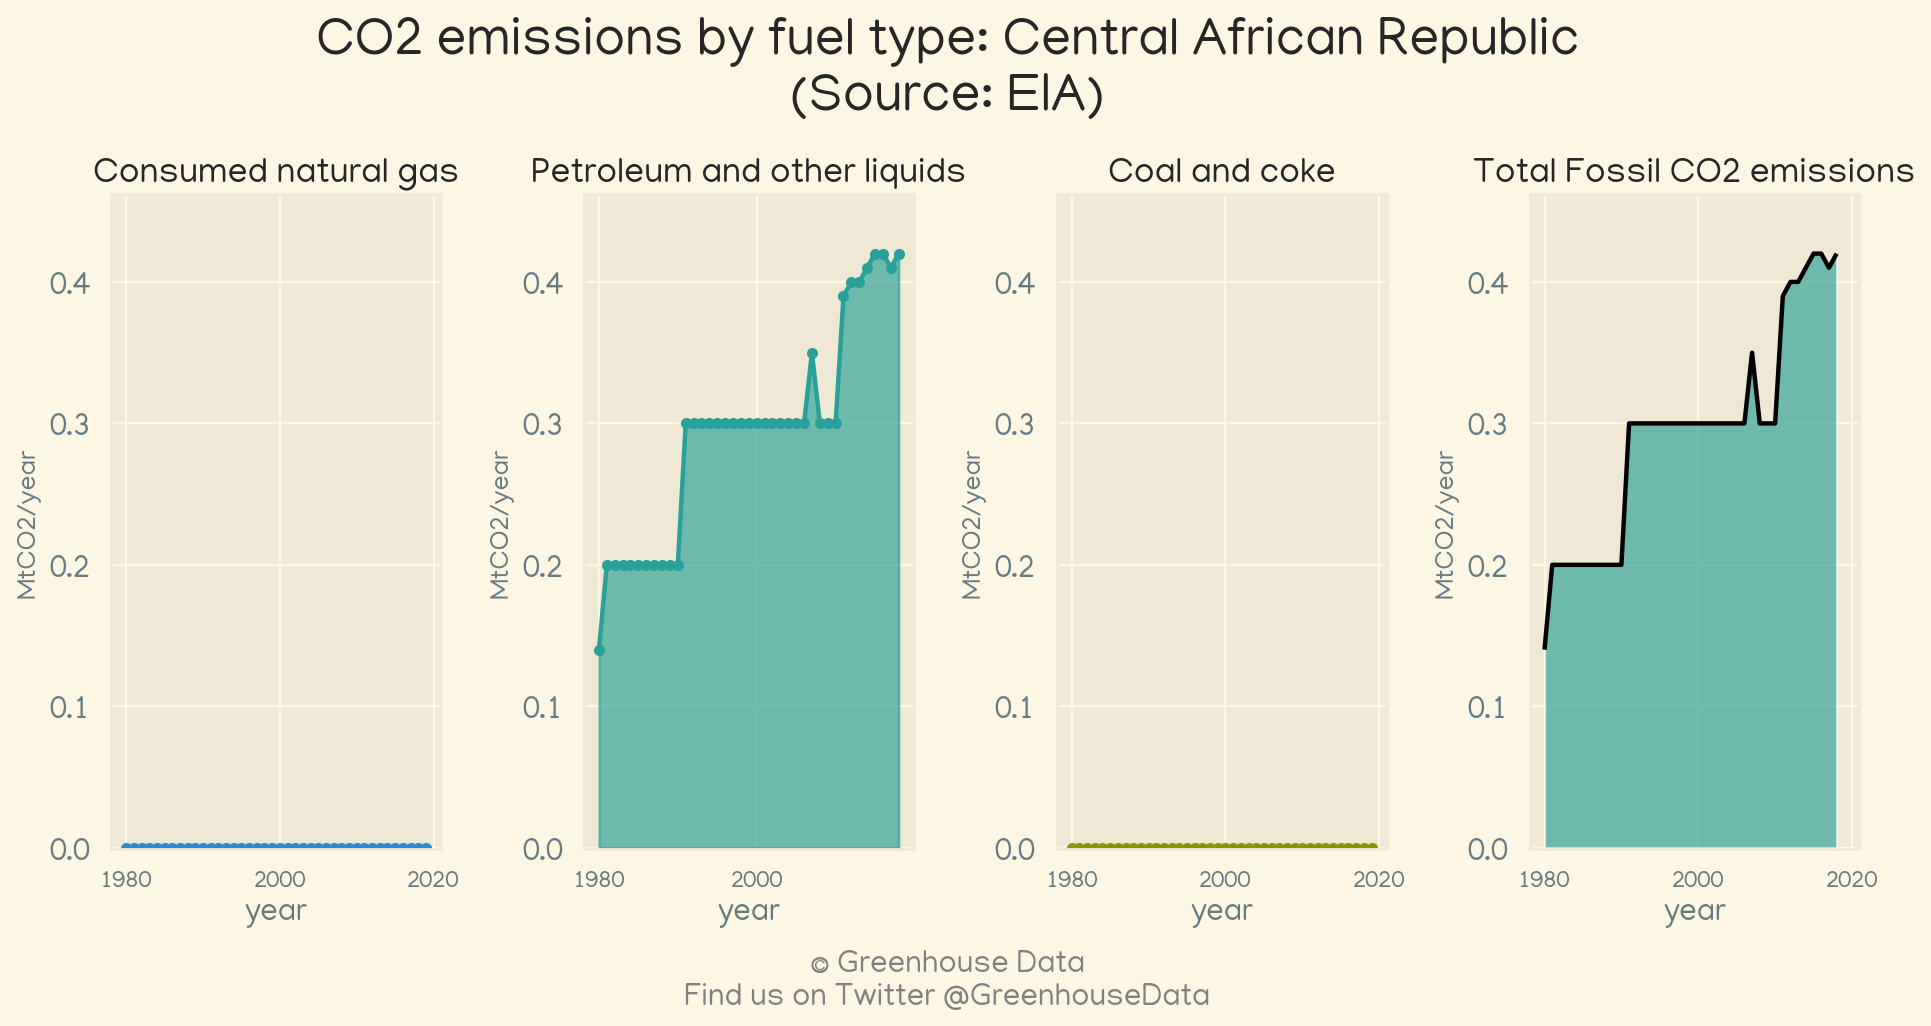 CO2 emissions by fuel type: Central African Republic
(Source: EIA)
Consumed natural gas
MtCO2/year
0.4
0.3
0.2
0.1
0.0
1980 2000 2020
year
Petroleum and other liquids
MtCO2/year
0.4
0.3
0.2
0.1
0.0
1980 2000
year
Coal and coke
MtCO2/year
0.4
0.3
0.2
0.1
0.0
1980 2000 2020
year
Total Fossil CO2 emissions
MtCO2/year
0.4
0.3
0.2
0.1
0.0
1980 2000 2020
year
© Greenhouse Data
Find us on Twitter @GreenhouseData